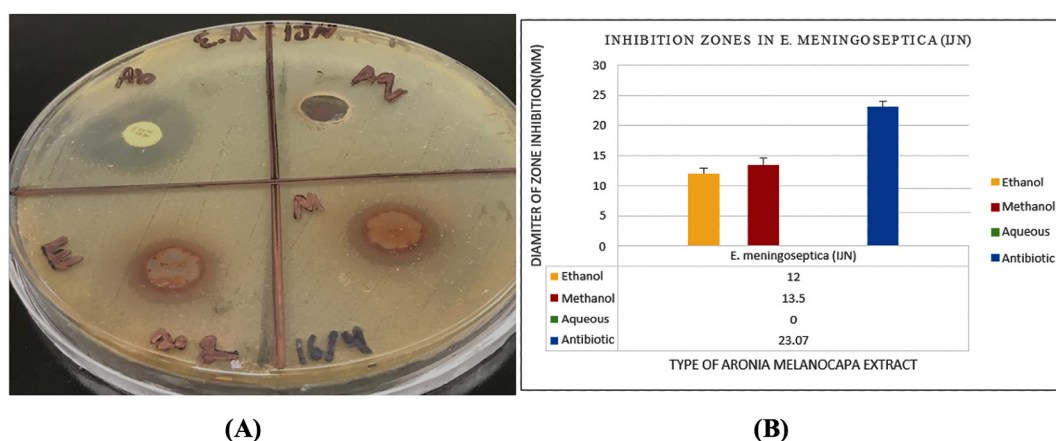 E.M IJN
Ab
Aq
E
M
16/4
(A)
INHIBITION ZONES IN E. MENINGOSEPTICA (IJN)
DIAMITER OF ZONE INHIBITION(MM)
30
25
20
15
10
5
0
E. meningoseptica (IJN)
Ethanol
Methanol
Aqueous
Antibiotic
Ethanol 12
Methanol 13.5
Aqueous 0
Antibiotic 23.07
TYPE OF ARONIA MELANOCAPA EXTRACT
(B)